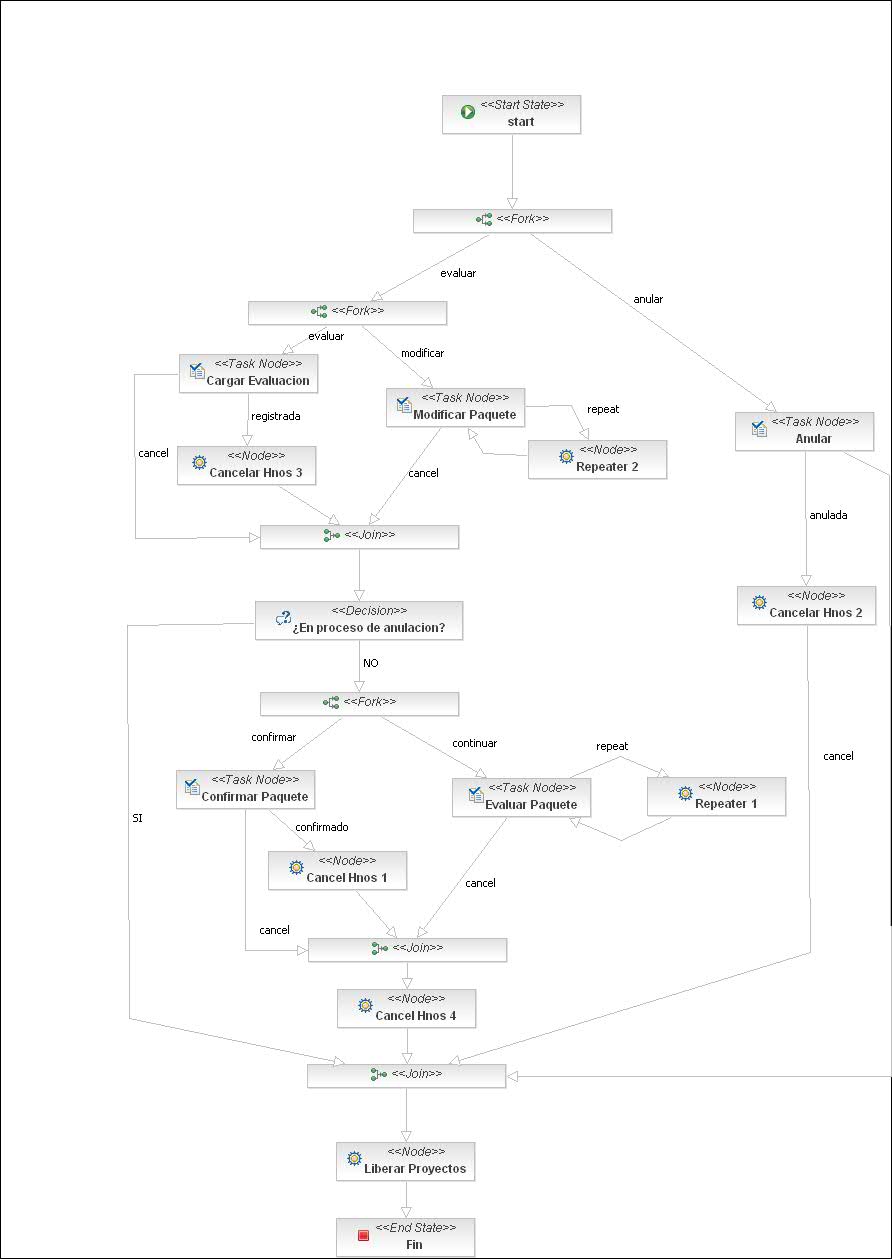 <<Start State>>
start
<<Fork>>
evaluar
anular
<<Fork>>
evaluar
modificar
<<Task Node>>
Cargar Evaluacion
<<Task Node>>
Modificar Paquete
repeat
registrada
<<Task Node>>
Anular
cancel
<<Node>>
Cancelar Hnos 3
<<Node>>
Repeater 2
cancel
anulada
<<Join>>
<<Decision>>
¿En proceso de anulacion?
<<Node>>
Cancelar Hnos 2
NO
<<Fork>>
confirmar
continuar
repeat
cancel
<<Task Node>>
Confirmar Paquete
<<Task Node>>
Evaluar Paquete
<<Node>>
Repeater 1
SI
confirmado
<<Node>>
Cancel Hnos 1
cancel
cancel
<<Join>>
<<Node>>
Cancel Hnos 4
<<Join>>
<<Node>>
Liberar Proyectos
<<End State>>
Fin